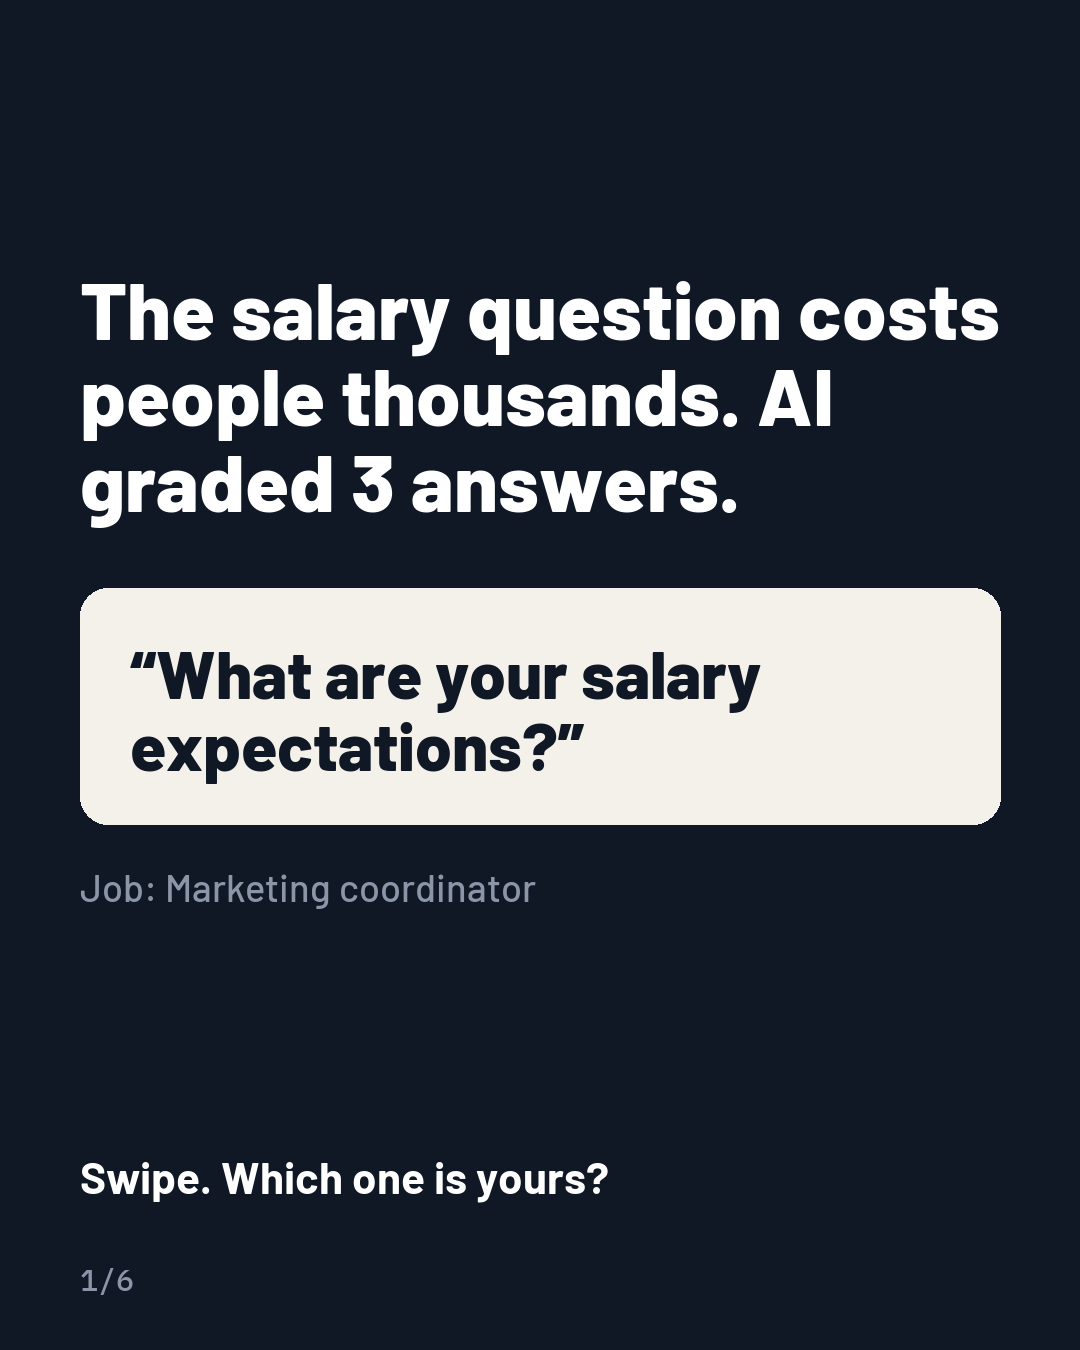 The salary question costs
people thousands. AI
graded 3 answers.
“What are your salary
expectations?”
Job: Marketing coordinator
Swipe. Which one is yours?
1/6